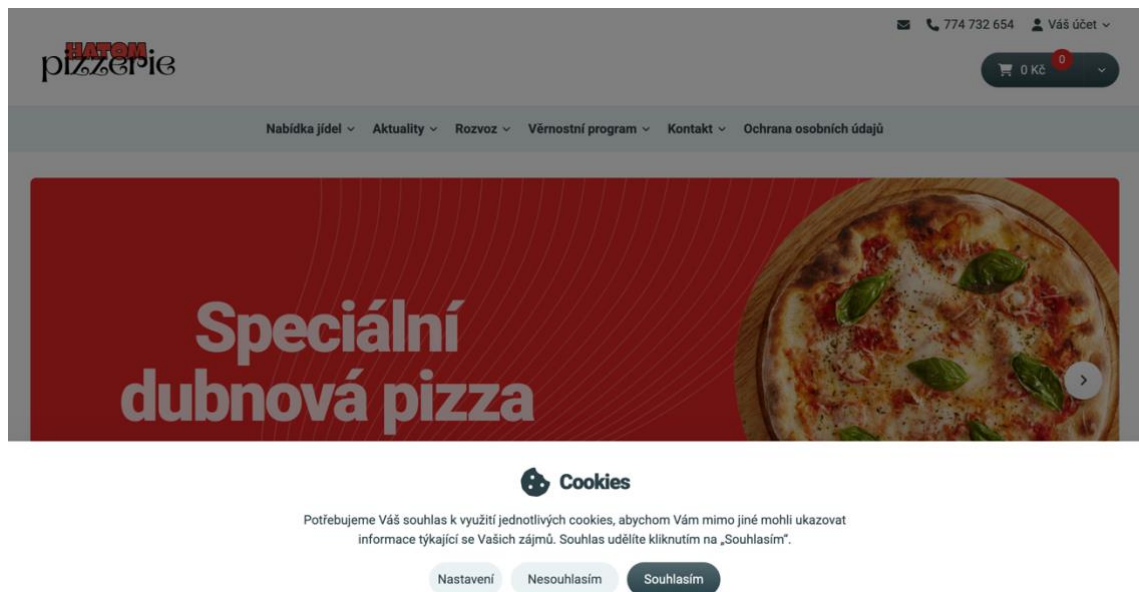 774 732 654 Váš účet
HATOM
pizzerie
0 Kč 0
Nabídka jídel Aktuality Rozvoz Věrnostní program Kontakt Ochrana osobních údajů
Speciální
dubnová pizza
Cookies
Potřebujeme Váš souhlas k využití jednotlivých cookies, abychom Vám mimo jiné mohli ukazovat
informace týkající se Vašich zájmů. Souhlas udělíte kliknutím na „Souhlasím“.
Nastavení Nesouhlasím Souhlasím